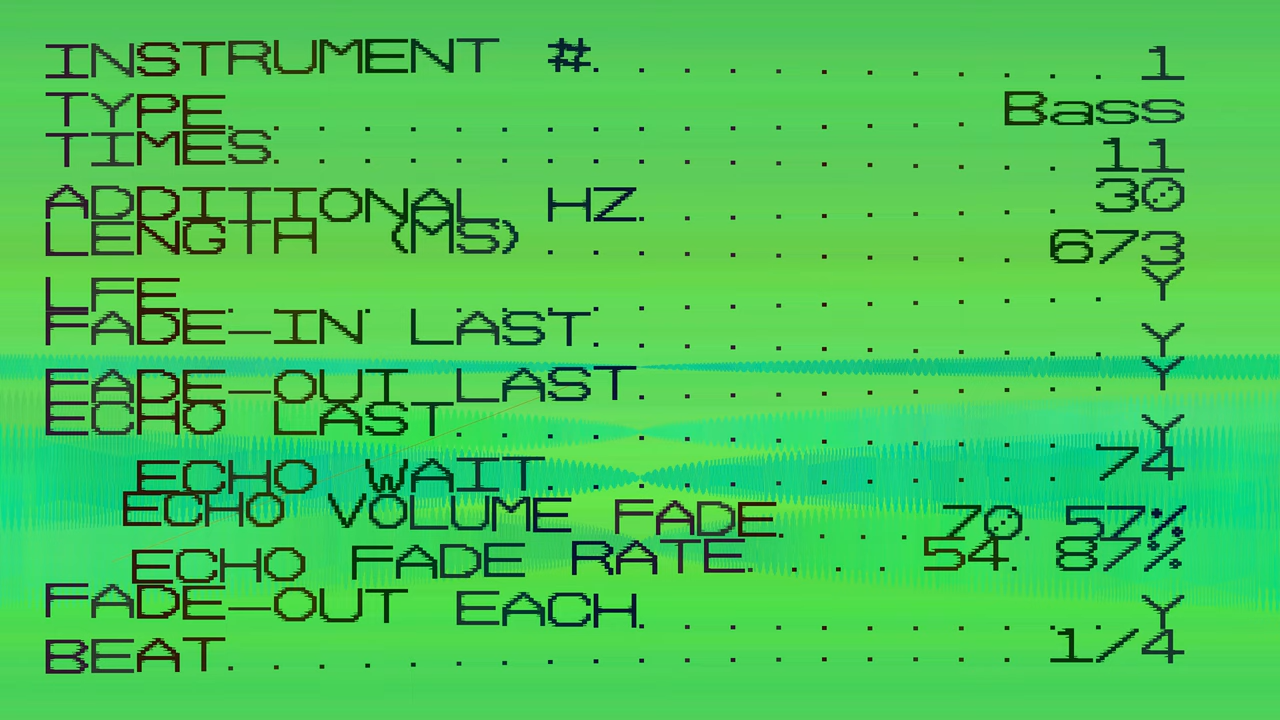 INSTRUMENT #. . . . . . . . . . . . 1
TYPE. . . . . . . . . . . . . . . . . Bass
TIMES. . . . . . . . . . . . . . . . . . 11
ADDITIONAL HZ. . . . . . . . . . 30
LENGTH (MS) . . . . . . . . . . . 673
LFE . . . . . . . . . . . . . . . . . . . . . Y
FADE-IN LAST. . . . . . . . . . . . Y
FADE-OUT LAST. . . . . . . . . . . Y
ECHO LAST. . . . . . . . . . . . . . . Y
ECHO WAIT. . . . . . . . . . . . 74
ECHO VOLUME FADE. . . . 70.57%
ECHO FADE RATE. . . . 54.87%
FADE-OUT EACH. . . . . . . . . . . Y
BEAT. . . . . . . . . . . . . . . . . . 1/4